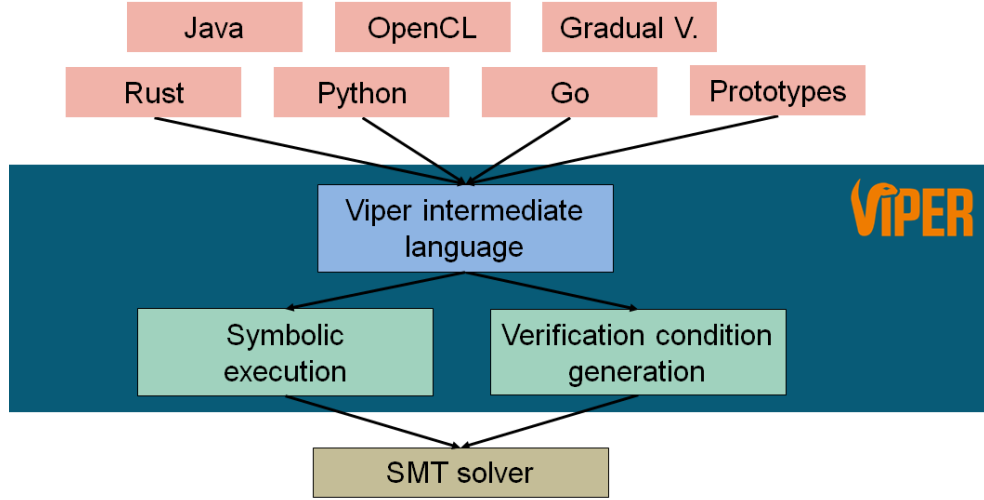 Java
OpenCL
Gradual V.
Rust
Python
Go
Prototypes
VIPER
Viper intermediate
language
Symbolic
execution
Verification condition
generation
SMT solver